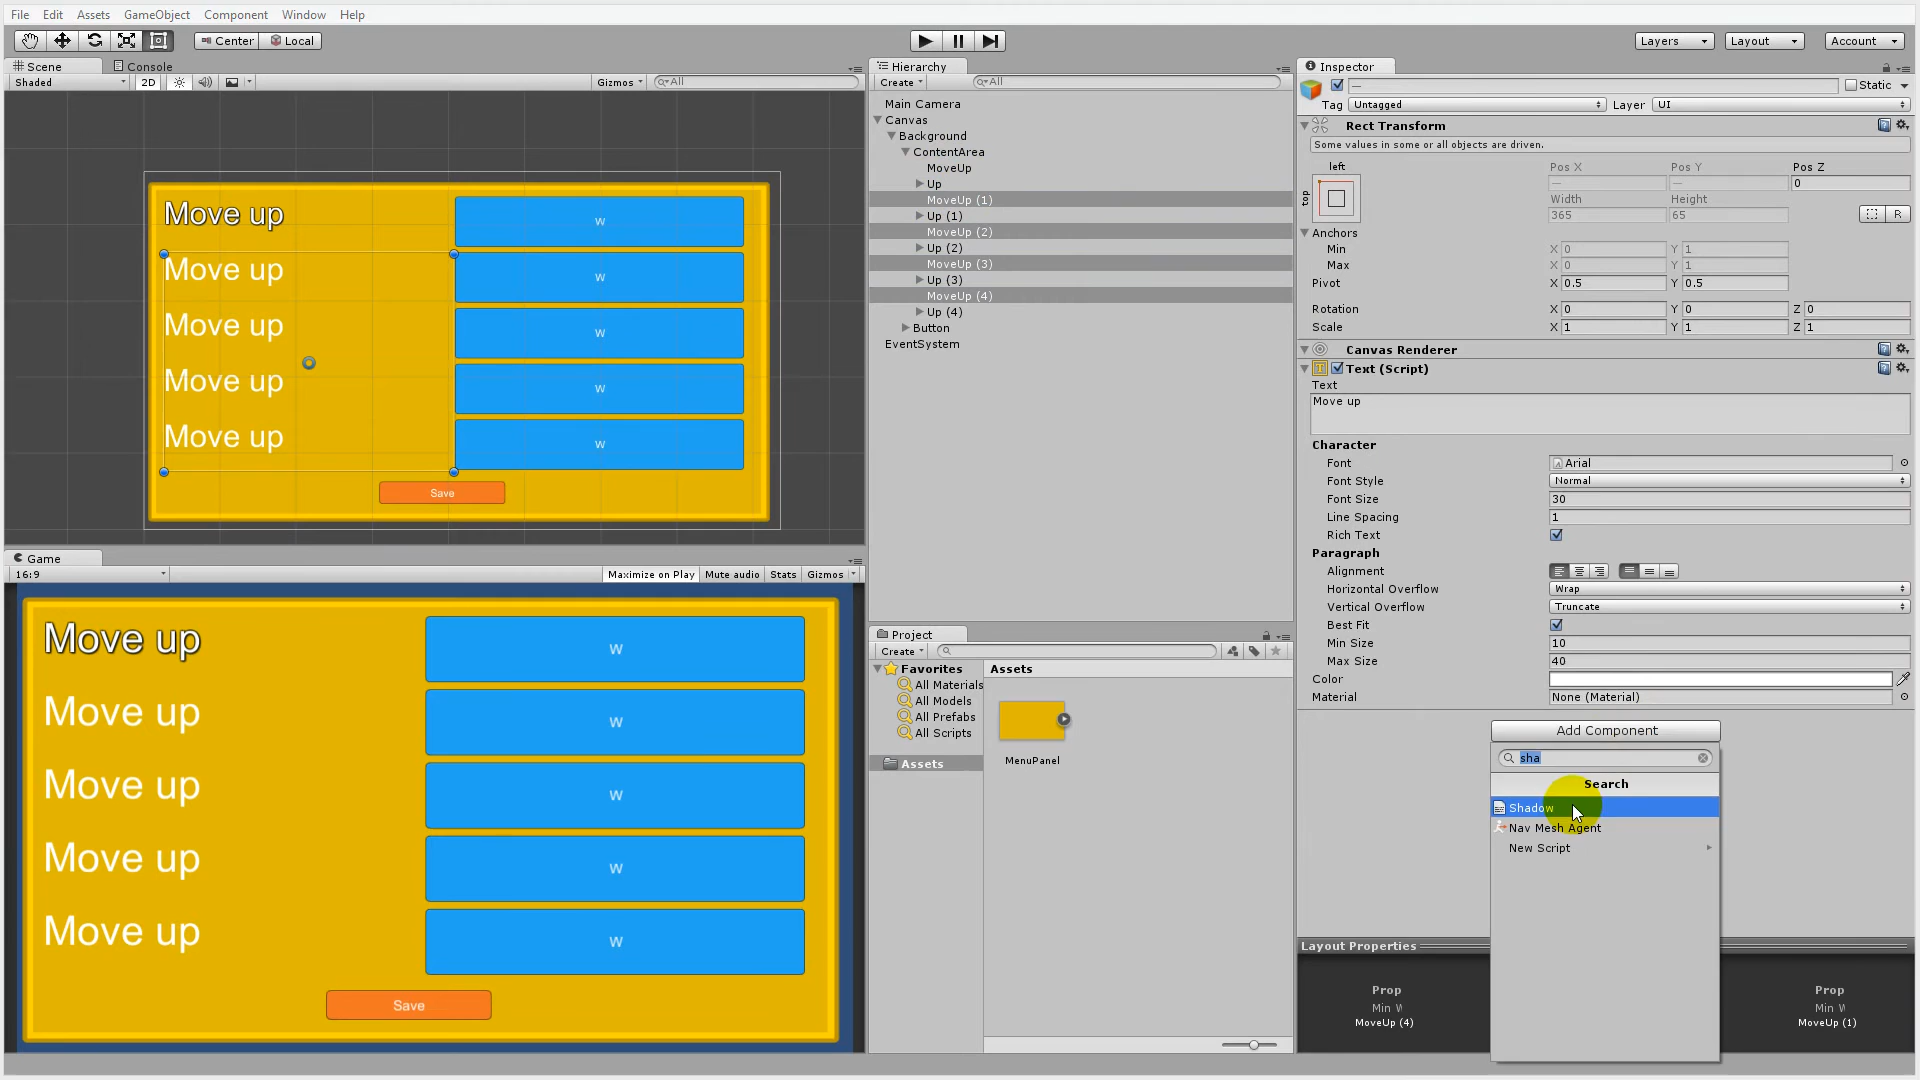 File Edit Assets GameObject Component Window Help
Center Local
Layers Layout Account
Scene Console
Shaded 2D Gizmos All
Move up w
Move up w
Move up w
Move up w
Move up w
Save
Game
16:9 Maximize on Play Mute audio Stats Gizmos
Move up w
Move up w
Move up w
Move up w
Move up w
Save
Hierarchy
Create All
Main Camera
Canvas
Background
ContentArea
MoveUp
Up
MoveUp (1)
Up (1)
MoveUp (2)
Up (2)
MoveUp (3)
Up (3)
MoveUp (4)
Up (4)
Button
EventSystem
Project
Create
Favorites
All Materials
All Models
All Prefabs
All Scripts
Assets
Assets
MenuPanel
Inspector
— Static
Tag Untagged Layer UI
Rect Transform
Some values in some or all objects are driven.
left Pos X Pos Y Pos Z
top — — 0
Width Height
365 65 R
Anchors
Min X 0 Y 1
Max X 0 Y 1
Pivot X 0.5 Y 0.5
Rotation X 0 Y 0 Z 0
Scale X 1 Y 1 Z 1
Canvas Renderer
Text (Script)
Text
Move up
Character
Font Arial
Font Style Normal
Font Size 30
Line Spacing 1
Rich Text
Paragraph
Alignment
Horizontal Overflow Wrap
Vertical Overflow Truncate
Best Fit
Min Size 10
Max Size 40
Color
Material None (Material)
Add Component
sha
Search
Shadow
Nav Mesh Agent
New Script
Layout Properties
Prop Prop
Min W Min W
MoveUp (4) MoveUp (1)